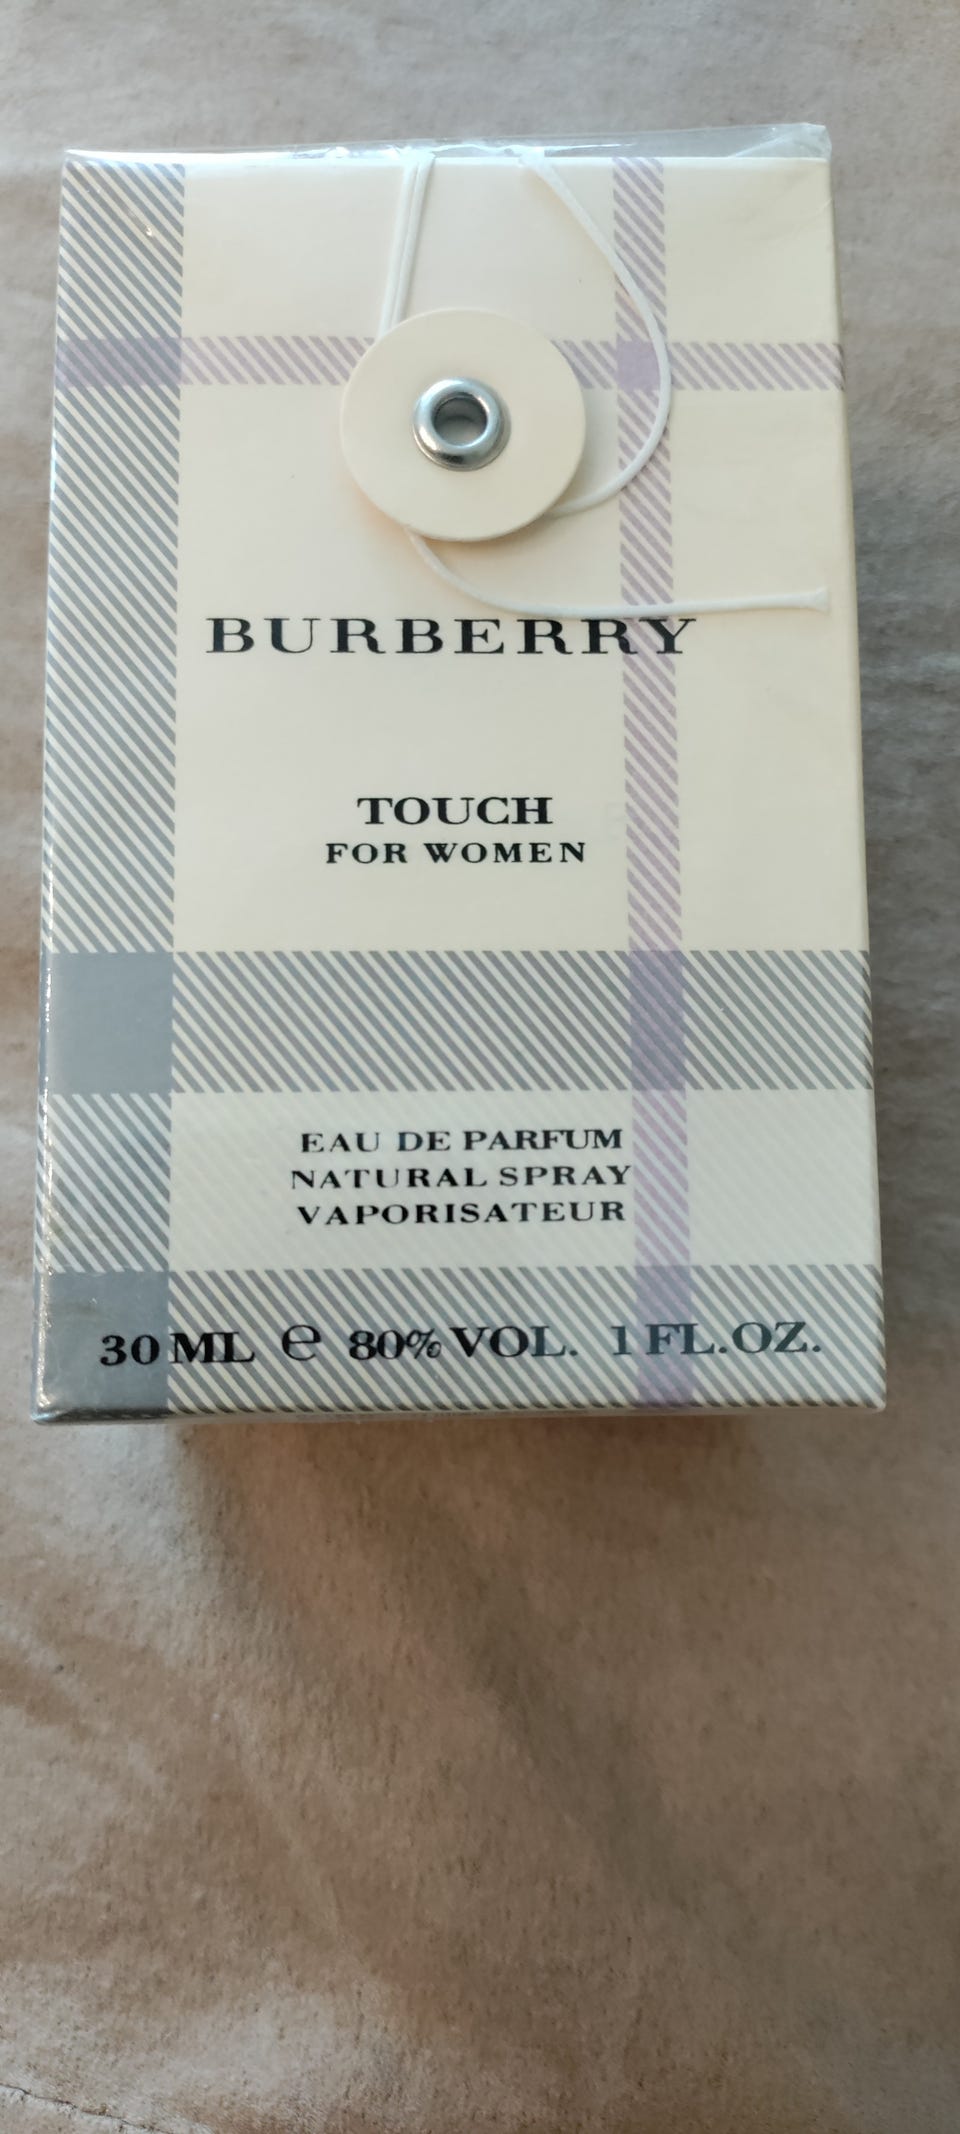 BURBERRY
TOUCH
FOR WOMEN
EAU DE PARFUM
NATURAL SPRAY
VAPORISATEUR
30 ML ℮ 80% VOL. 1 FL.OZ.